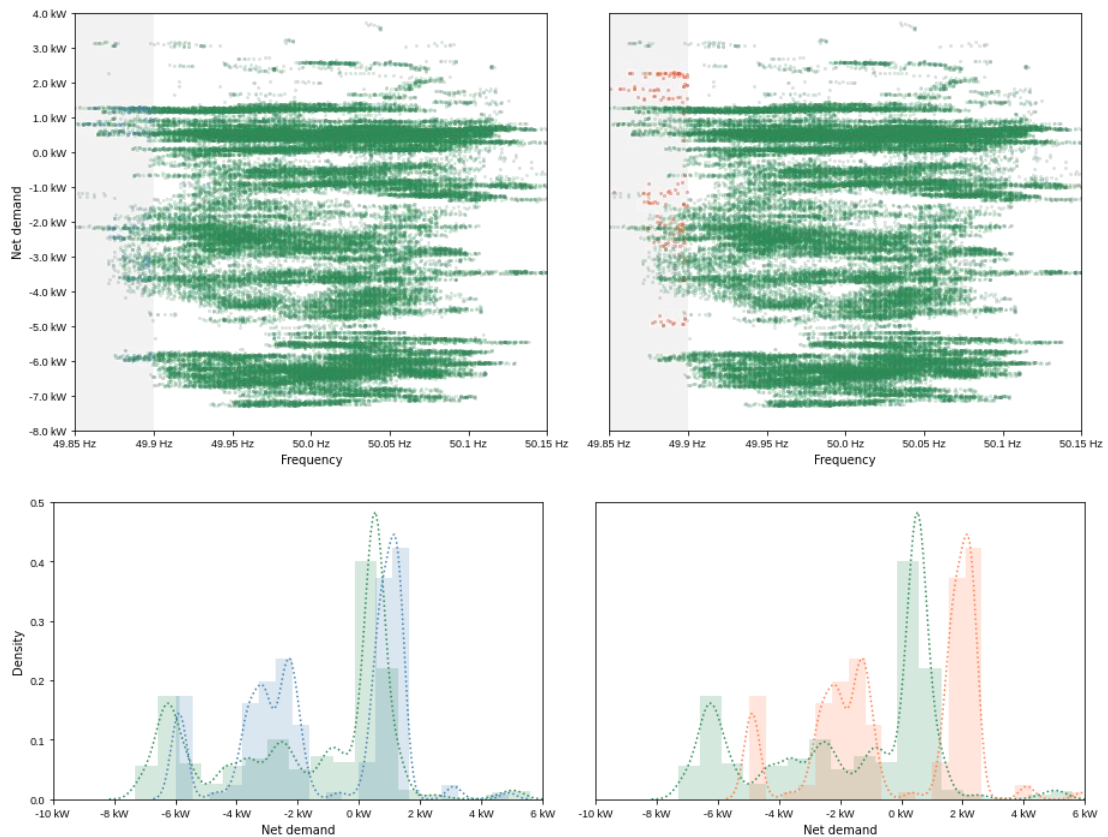 4.0 kW
3.0 kW
2.0 kW
1.0 kW
0.0 kW
-1.0 kW
-2.0 kW
-3.0 kW
-4.0 kW
-5.0 kW
-6.0 kW
-7.0 kW
-8.0 kW
Net demand
49.85 Hz 49.9 Hz 49.95 Hz 50.0 Hz 50.05 Hz 50.1 Hz 50.15 Hz
Frequency
49.85 Hz 49.9 Hz 49.95 Hz 50.0 Hz 50.05 Hz 50.1 Hz 50.15 Hz
Frequency
0.5
0.4
0.3
0.2
0.1
0.0
Density
-10 kW -8 kW -6 kW -4 kW -2 kW 0 kW 2 kW 4 kW 6 kW
Net demand
-10 kW -8 kW -6 kW -4 kW -2 kW 0 kW 2 kW 4 kW 6 kW
Net demand